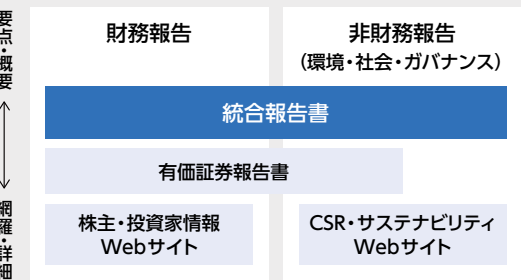 要点・概要
財務報告
非財務報告
（環境・社会・ガバナンス）
統合報告書
有価証券報告書
株主・投資家情報
Webサイト
CSR・サステナビリティ
Webサイト
網羅・詳細